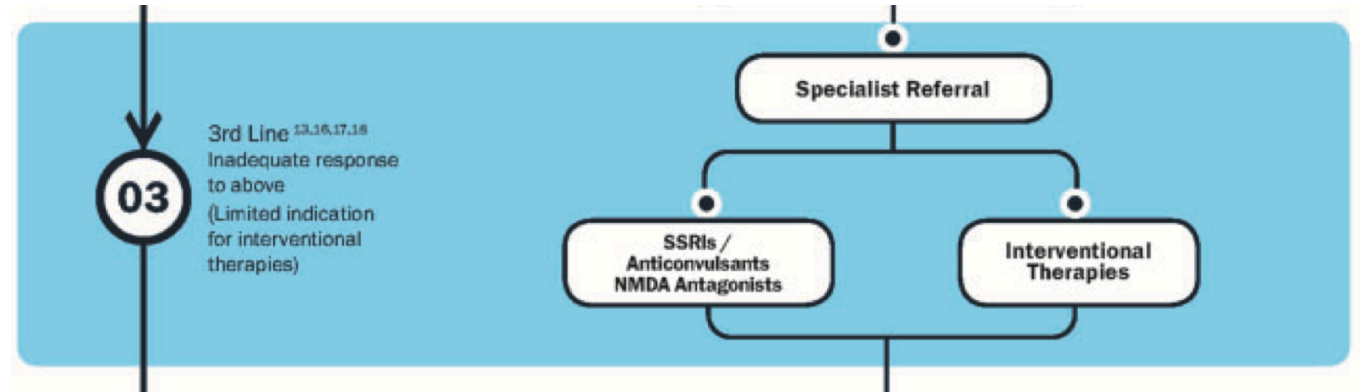 Specialist Referral
3rd Line 13,16,17,18
Inadequate response
to above
(Limited indication
for interventional
therapies)
03
SSRIs /
Anticonvulsants
NMDA Antagonists
Interventional
Therapies